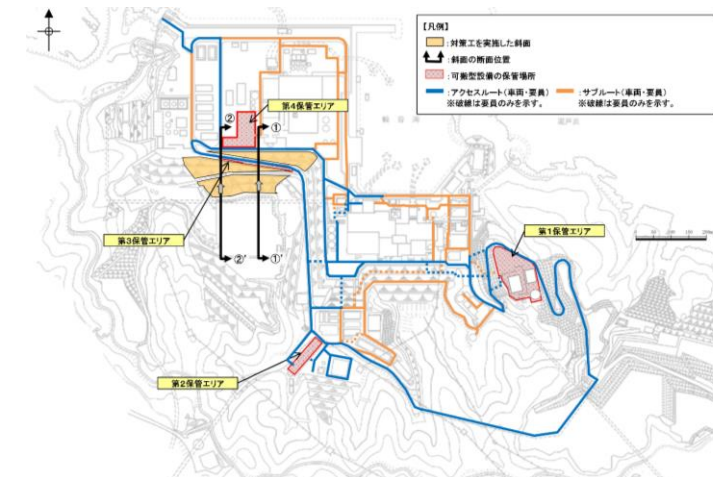 【凡例】
:対策工を実施した斜面
:斜面の断面位置
:可搬型設備の保管場所
:アクセスルート(車両・要員)
※破線は要員のみを示す。
:サブルート(車両・要員)
※破線は要員のみを示す。
第4保管エリア
② ①
第3保管エリア
②' ①'
第1保管エリア
第2保管エリア